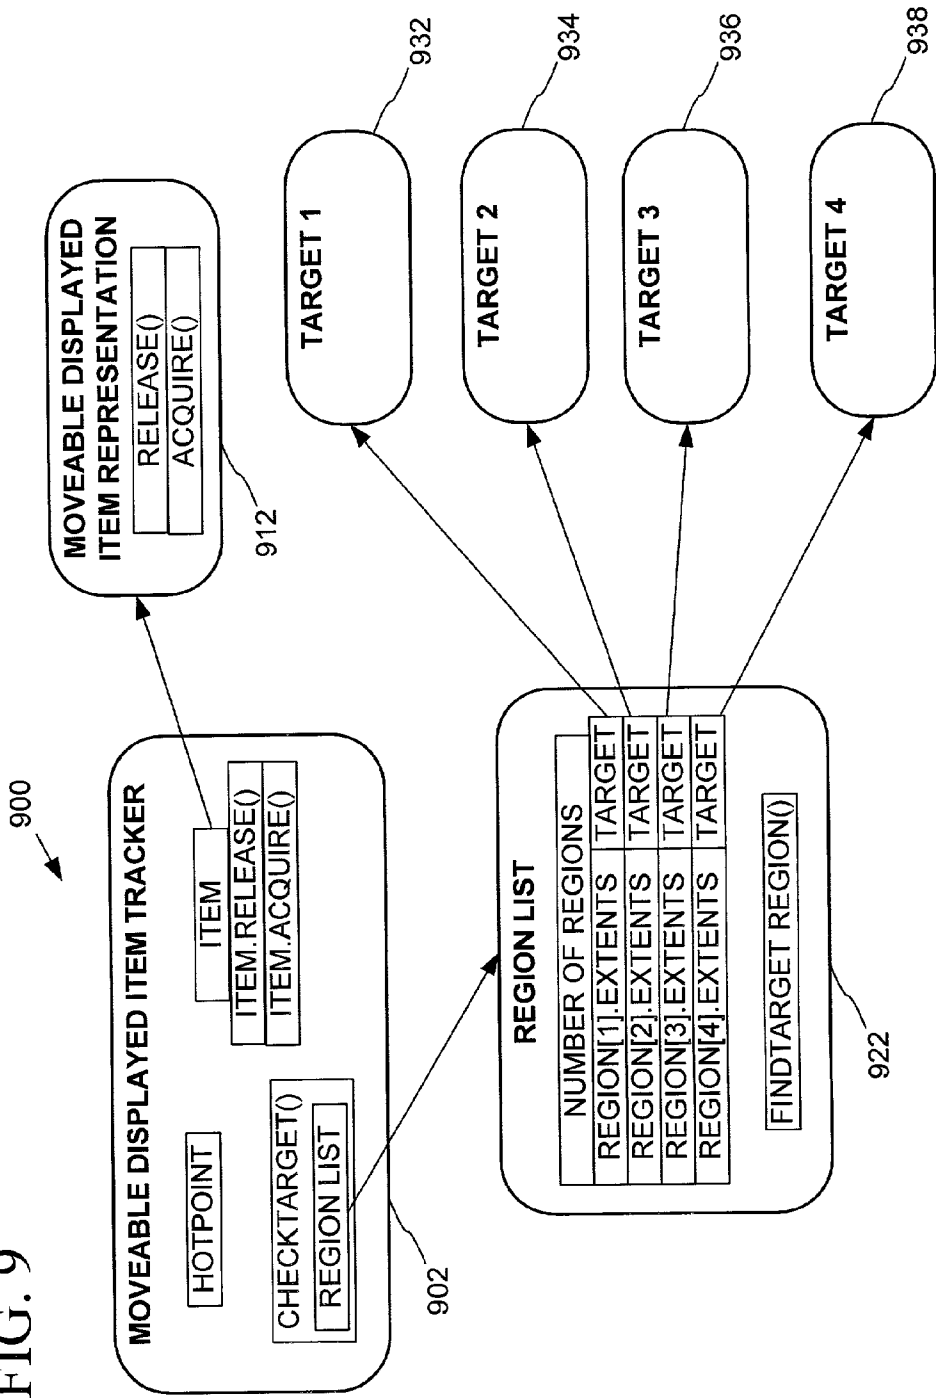 FIG. 9
900
MOVEABLE DISPLAYED ITEM TRACKER
HOTPOINT
CHECKTARGET()
REGION LIST
ITEM
ITEM.RELEASE()
ITEM.ACQUIRE()
902
MOVEABLE DISPLAYED
ITEM REPRESENTATION
RELEASE()
ACQUIRE()
912
REGION LIST
NUMBER OF REGIONS
REGION[1].EXTENTS TARGET
REGION[2].EXTENTS TARGET
REGION[3].EXTENTS TARGET
REGION[4].EXTENTS TARGET
FINDTARGET REGION()
922
TARGET 1
932
TARGET 2
934
TARGET 3
936
TARGET 4
938